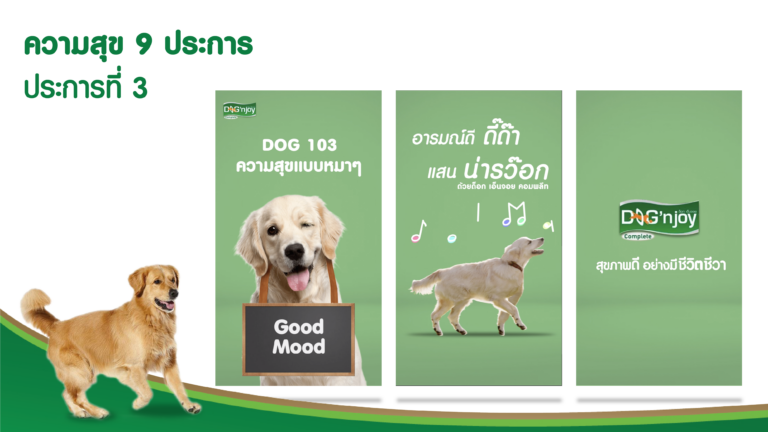 ความสุข 9 ประการ
ประการที่ 3
DOG'njoy
DOG 103
ความสุขแบบหมาๆ
Good
Mood
อารมณ์ดี ดี๊ด๊า
แสน น่ารว๊อก
ด้วยด็อก เอ็นจอย คอมพลีท
DOG'njoy
Complete
สุขภาพดี อย่างมีชีวิตชีวา